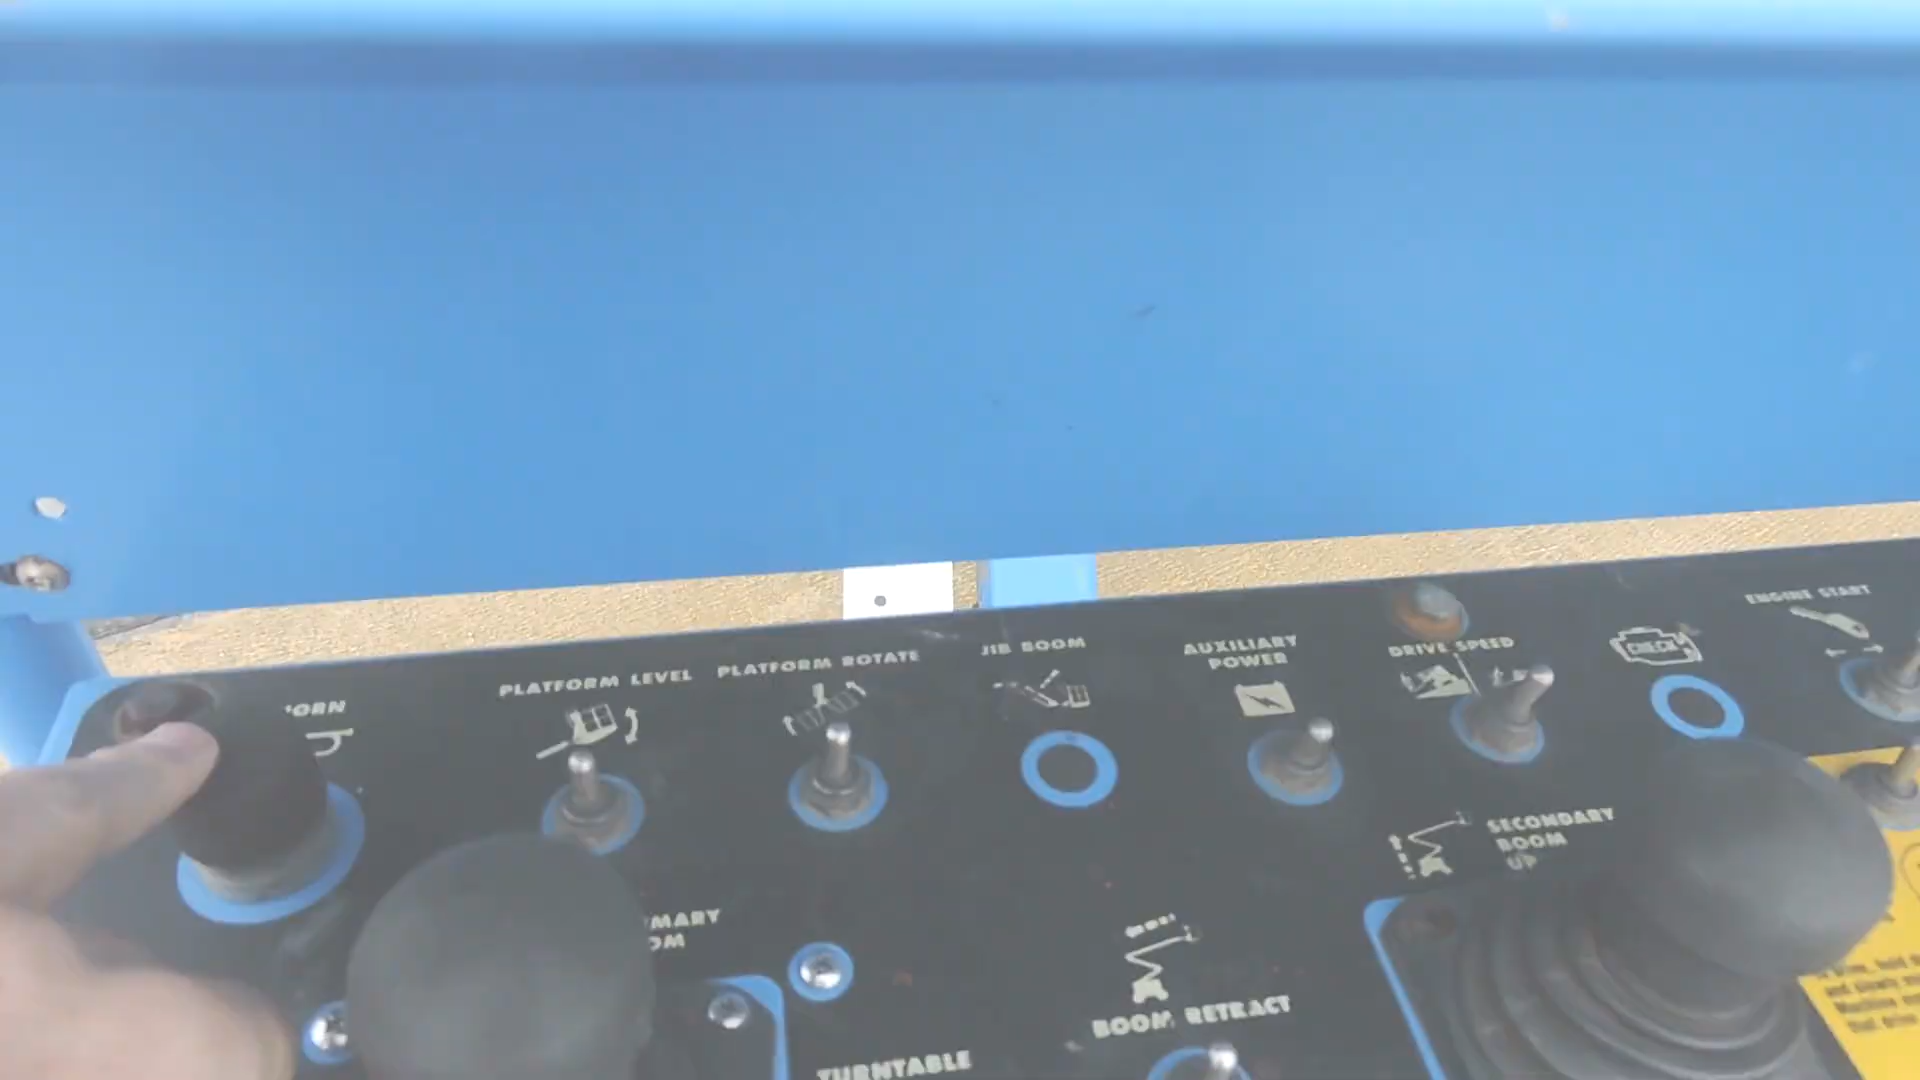 ENGINE START
DRIVE SPEED
CHECK
AUXILIARY
POWER
JIB BOOM
PLATFORM ROTATE
PLATFORM LEVEL
ORN
SECONDARY
BOOM
UP
MARY
OM
BOOM RETRACT
TURNTABLE